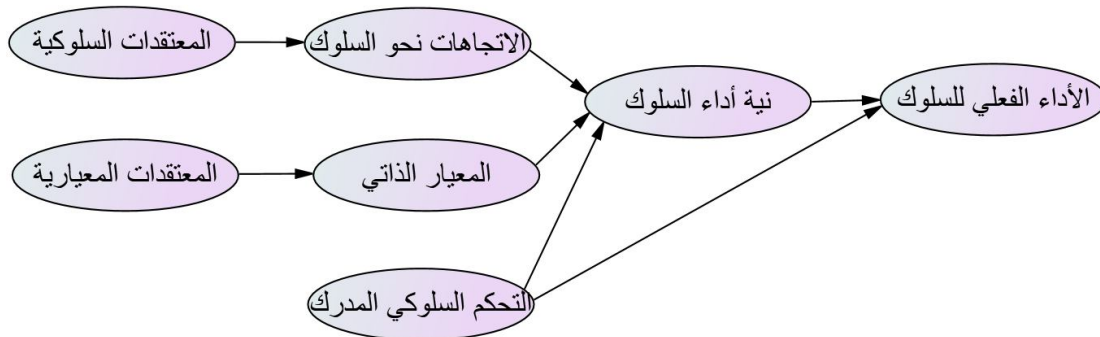 المعتقدات السلوكية
الاتجاهات نحو السلوك
نية أداء السلوك
الأداء الفعلي للسلوك
المعتقدات المعيارية
المعيار الذاتي
التحكم السلوكي المدرك